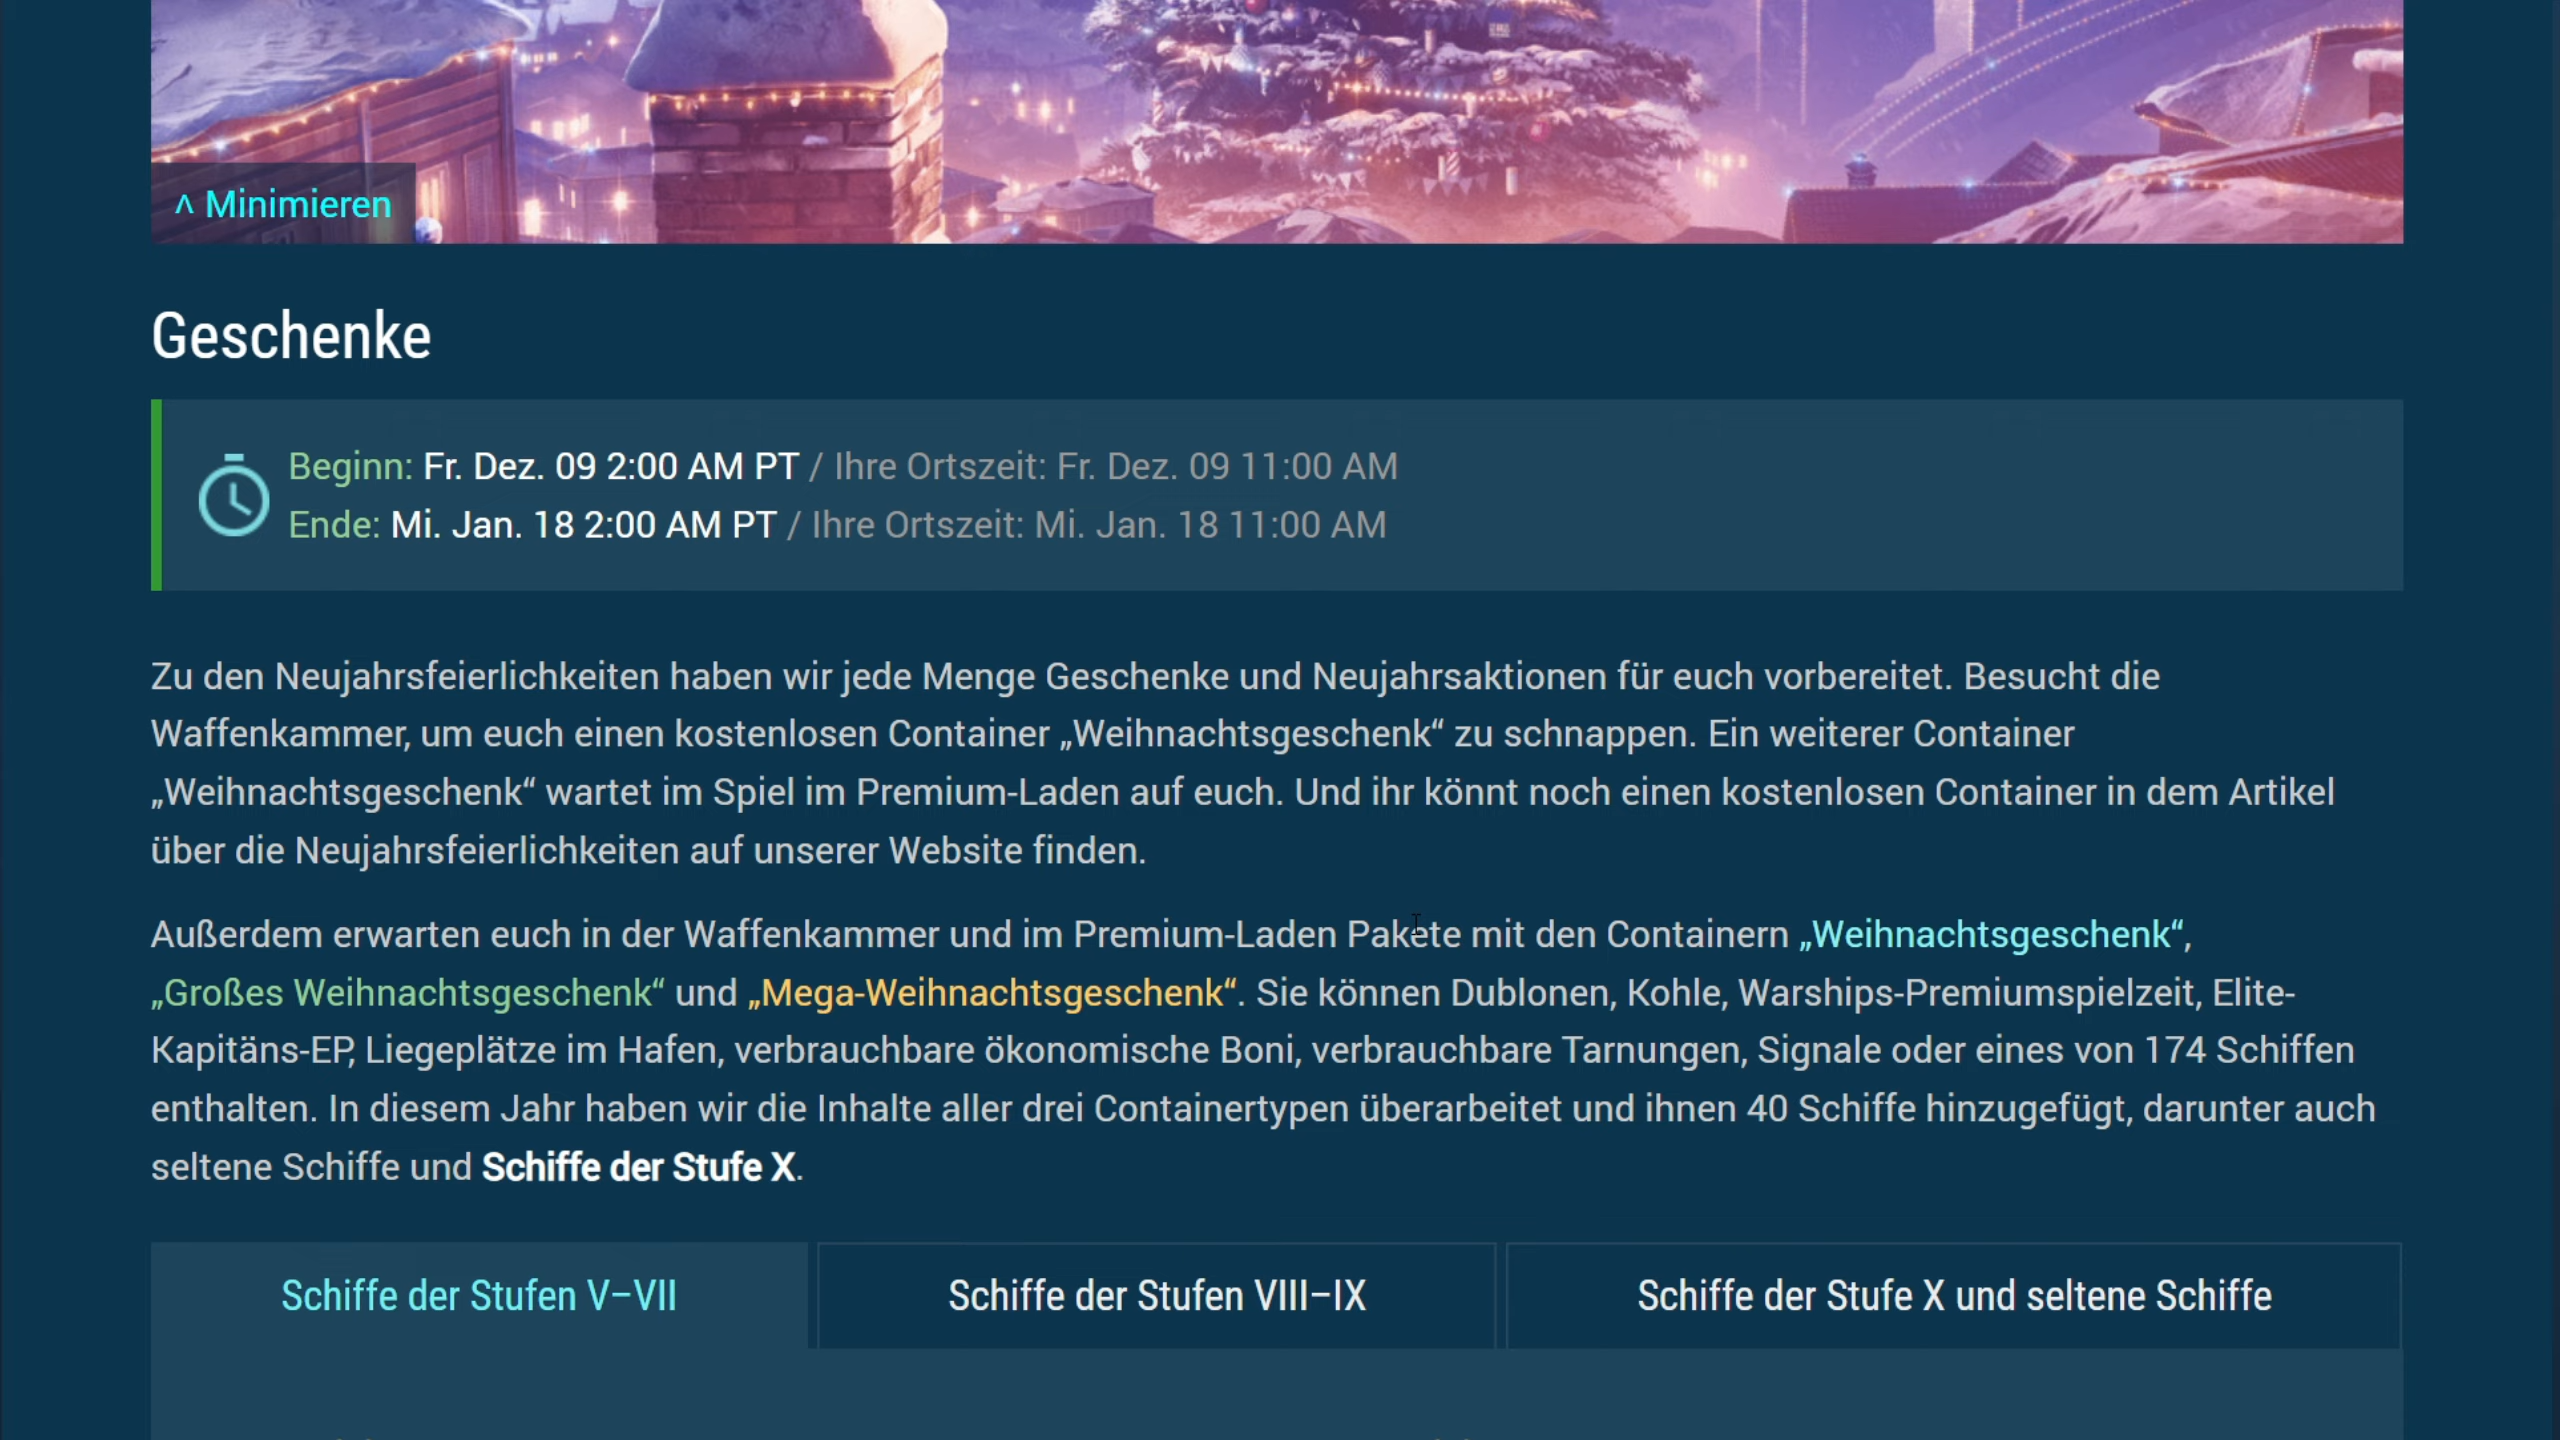 ^ Minimieren
Geschenke
Beginn: Fr. Dez. 09 2:00 AM PT / Ihre Ortszeit: Fr. Dez. 09 11:00 AM
Ende: Mi. Jan. 18 2:00 AM PT / Ihre Ortszeit: Mi. Jan. 18 11:00 AM
Zu den Neujahrsfeierlichkeiten haben wir jede Menge Geschenke und Neujahrsaktionen für euch vorbereitet. Besucht die
Waffenkammer, um euch einen kostenlosen Container „Weihnachtsgeschenk“ zu schnappen. Ein weiterer Container
„Weihnachtsgeschenk“ wartet im Spiel im Premium-Laden auf euch. Und ihr könnt noch einen kostenlosen Container in dem Artikel
über die Neujahrsfeierlichkeiten auf unserer Website finden.
Außerdem erwarten euch in der Waffenkammer und im Premium-Laden Pakete mit den Containern „Weihnachtsgeschenk“,
„Großes Weihnachtsgeschenk“ und „Mega-Weihnachtsgeschenk“. Sie können Dublonen, Kohle, Warships-Premiumspielzeit, Elite-
Kapitäns-EP, Liegeplätze im Hafen, verbrauchbare ökonomische Boni, verbrauchbare Tarnungen, Signale oder eines von 174 Schiffen
enthalten. In diesem Jahr haben wir die Inhalte aller drei Containertypen überarbeitet und ihnen 40 Schiffe hinzugefügt, darunter auch
seltene Schiffe und Schiffe der Stufe X.
Schiffe der Stufen V–VII
Schiffe der Stufen VIII–IX
Schiffe der Stufe X und seltene Schiffe